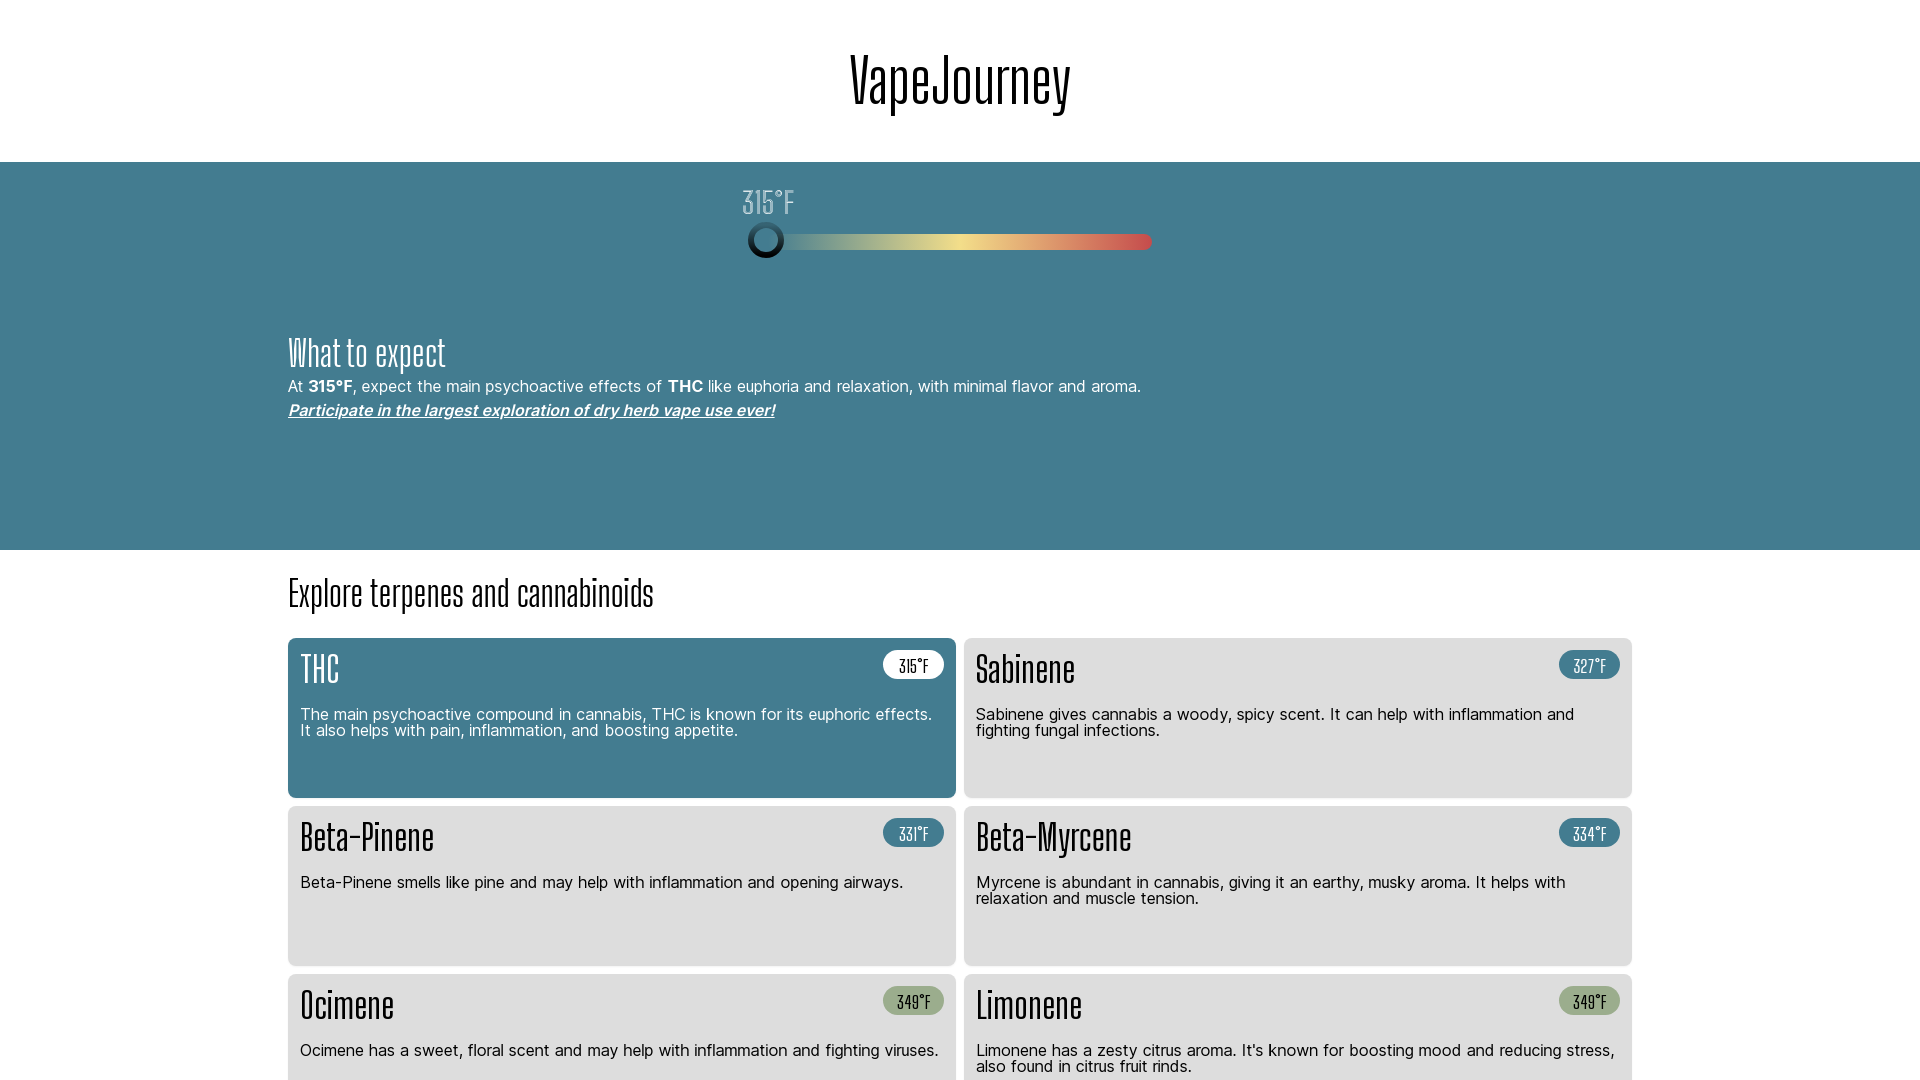 VapeJourney
315°F
What to expect
At 315°F, expect the main psychoactive effects of THC like euphoria and relaxation, with minimal flavor and aroma.
Participate in the largest exploration of dry herb vape use ever!
Explore terpenes and cannabinoids
THC
315°F
The main psychoactive compound in cannabis, THC is known for its euphoric effects.
It also helps with pain, inflammation, and boosting appetite.
Sabinene
327°F
Sabinene gives cannabis a woody, spicy scent. It can help with inflammation and
fighting fungal infections.
Beta-Pinene
331°F
Beta-Pinene smells like pine and may help with inflammation and opening airways.
Beta-Myrcene
334°F
Myrcene is abundant in cannabis, giving it an earthy, musky aroma. It helps with
relaxation and muscle tension.
Ocimene
349°F
Ocimene has a sweet, floral scent and may help with inflammation and fighting viruses.
Limonene
349°F
Limonene has a zesty citrus aroma. It's known for boosting mood and reducing stress,
also found in citrus fruit rinds.